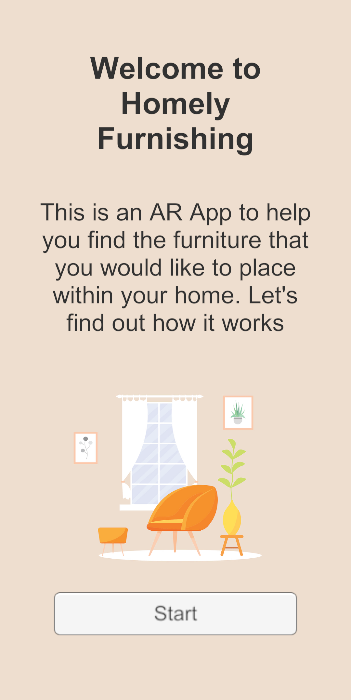 Welcome to
Homely
Furnishing
This is an AR App to help
you find the furniture that
you would like to place
within your home. Let's
find out how it works
Start